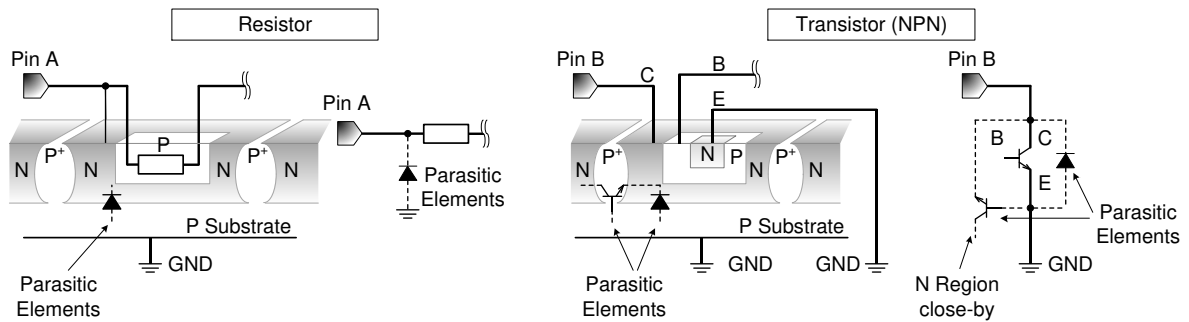 Resistor
Transistor (NPN)
Pin A
Pin A
N
P+
N
P
P+
N
N
Parasitic
Elements
P Substrate
GND
Parasitic
Elements
Pin B
C
B
E
N
P+
N
N
P
P+
N
N
P Substrate
GND
GND
Parasitic
Elements
Pin B
B
C
E
Parasitic
Elements
GND
N Region
close-by